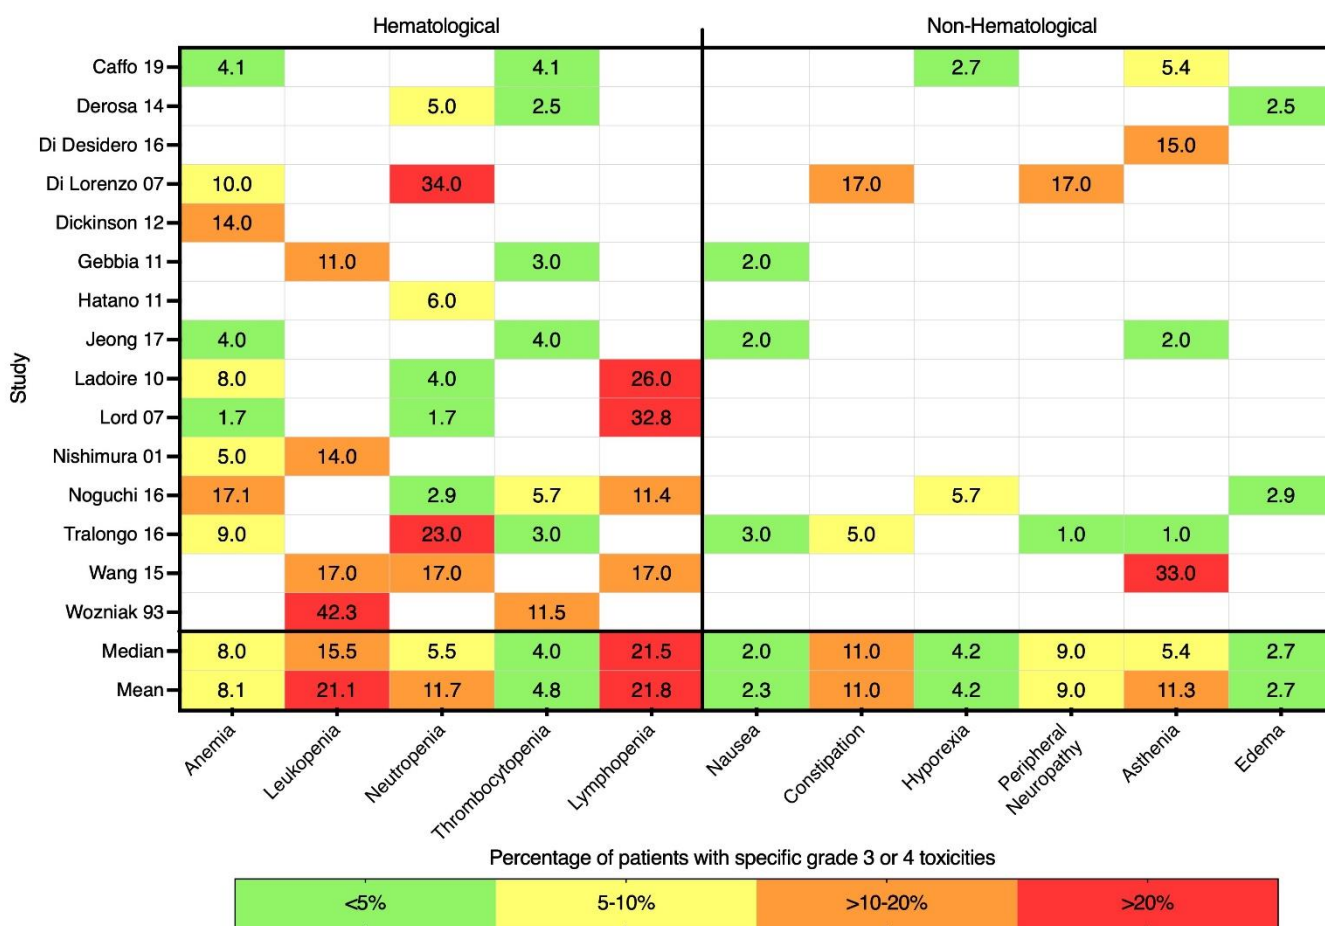 Hematological Non-Hematological
Study
Caffo 19 4.1 4.1 2.7 5.4
Derosa 14 5.0 2.5 2.5
Di Desidero 16 15.0
Di Lorenzo 07 10.0 34.0 17.0 17.0
Dickinson 12 14.0
Gebbia 11 11.0 3.0 2.0
Hatano 11 6.0
Jeong 17 4.0 4.0 2.0 2.0
Ladoire 10 8.0 4.0 26.0
Lord 07 1.7 1.7 32.8
Nishimura 01 5.0 14.0
Noguchi 16 17.1 2.9 5.7 11.4 5.7 2.9
Tralongo 16 9.0 23.0 3.0 3.0 5.0 1.0 1.0
Wang 15 17.0 17.0 17.0 33.0
Wozniak 93 42.3 11.5
Median 8.0 15.5 5.5 4.0 21.5 2.0 11.0 4.2 9.0 5.4 2.7
Mean 8.1 21.1 11.7 4.8 21.8 2.3 11.0 4.2 9.0 11.3 2.7
Anemia
Leukopenia
Neutropenia
Thrombocytopenia
Lymphopenia
Nausea
Constipation
Hyporexia
Peripheral
Neuropathy
Asthenia
Edema
Percentage of patients with specific grade 3 or 4 toxicities
<5% 5-10% >10-20% >20%